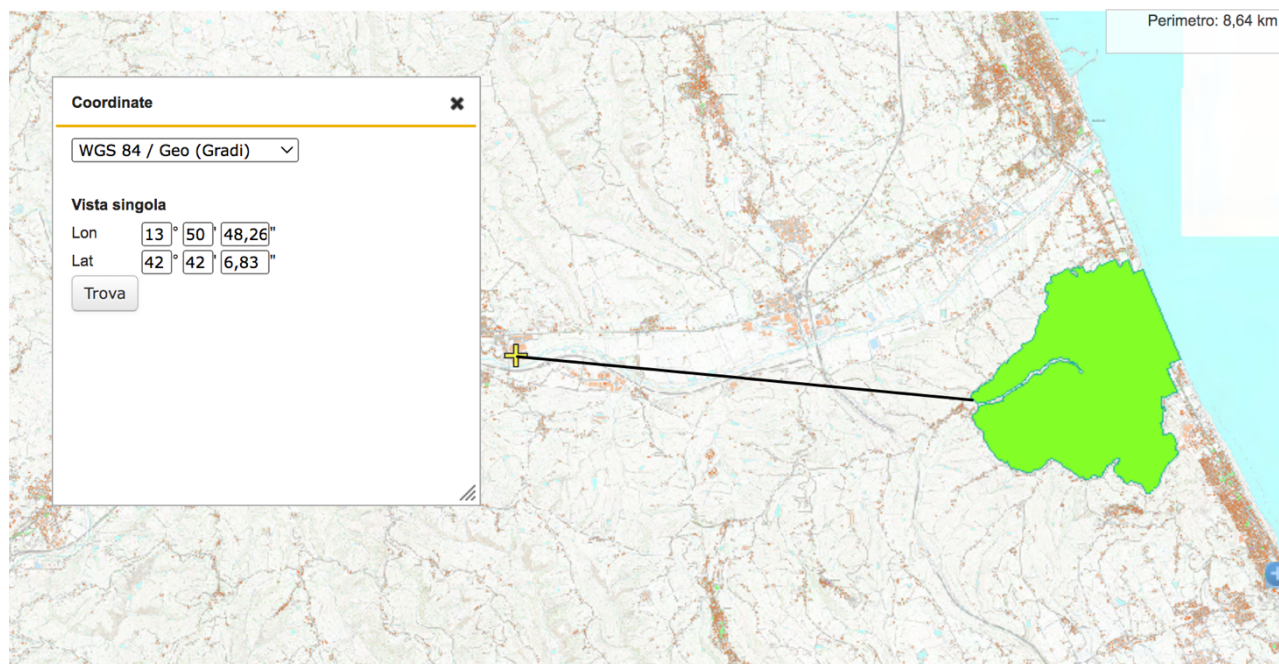 Perimetro: 8,64 km
Coordinate
WGS 84 / Geo (Gradi)
Vista singola
Lon 13 ° 50 ' 48,26"
Lat 42 ° 42 ' 6,83 "
Trova